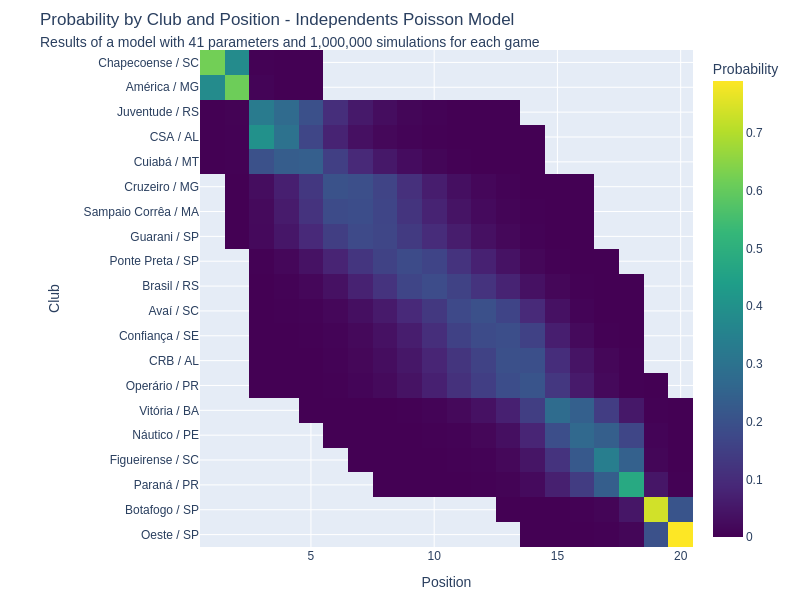 Probability by Club and Position - Independents Poisson Model
Results of a model with 41 parameters and 1,000,000 simulations for each game
Probability
Chapecoense / SC
América / MG
Juventude / RS
CSA / AL
Cuiabá / MT
Cruzeiro / MG
Sampaio Corrêa / MA
Guarani / SP
Ponte Preta / SP
Brasil / RS
Avaí / SC
Confiança / SE
CRB / AL
Operário / PR
Vitória / BA
Náutico / PE
Figueirense / SC
Paraná / PR
Botafogo / SP
Oeste / SP
Club
5
10
15
20
Position
0.7
0.6
0.5
0.4
0.3
0.2
0.1
0